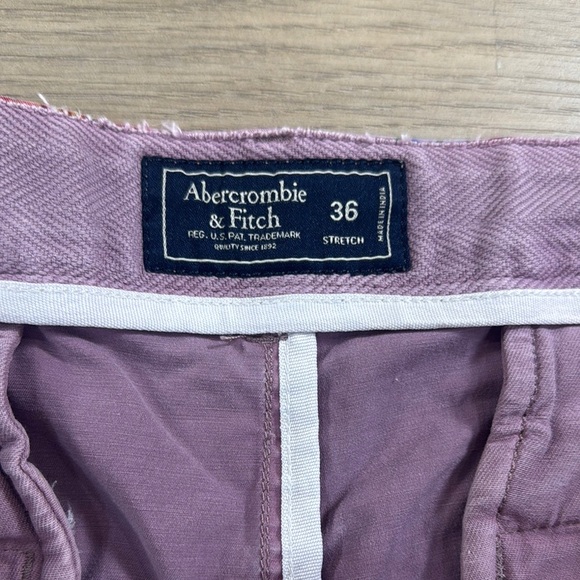 Abercrombie
& Fitch
REG. U.S. PAT. TRADEMARK
QUALITY SINCE 1892
36
STRETCH
MADE IN INDIA